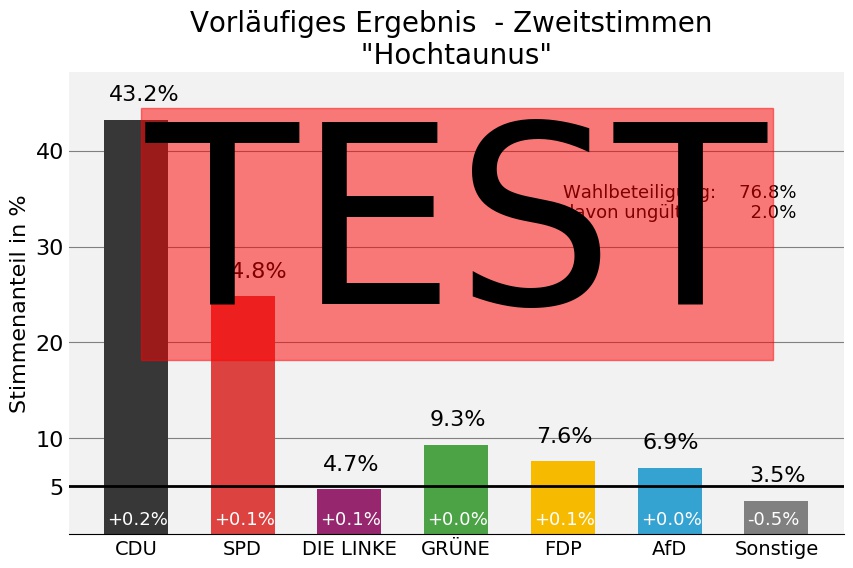 Vorläufiges Ergebnis - Zweitstimmen
"Hochtaunus"
Stimmenanteil in %
40
30
20
10
5
TEST
Wahlbeteiligung: 76.8%
davon ungült 2.0%
43.2%
4.8%
4.7%
9.3%
7.6%
6.9%
3.5%
+0.2%
+0.1%
+0.1%
+0.0%
+0.1%
+0.0%
-0.5%
CDU
SPD
DIE LINKE
GRÜNE
FDP
AfD
Sonstige